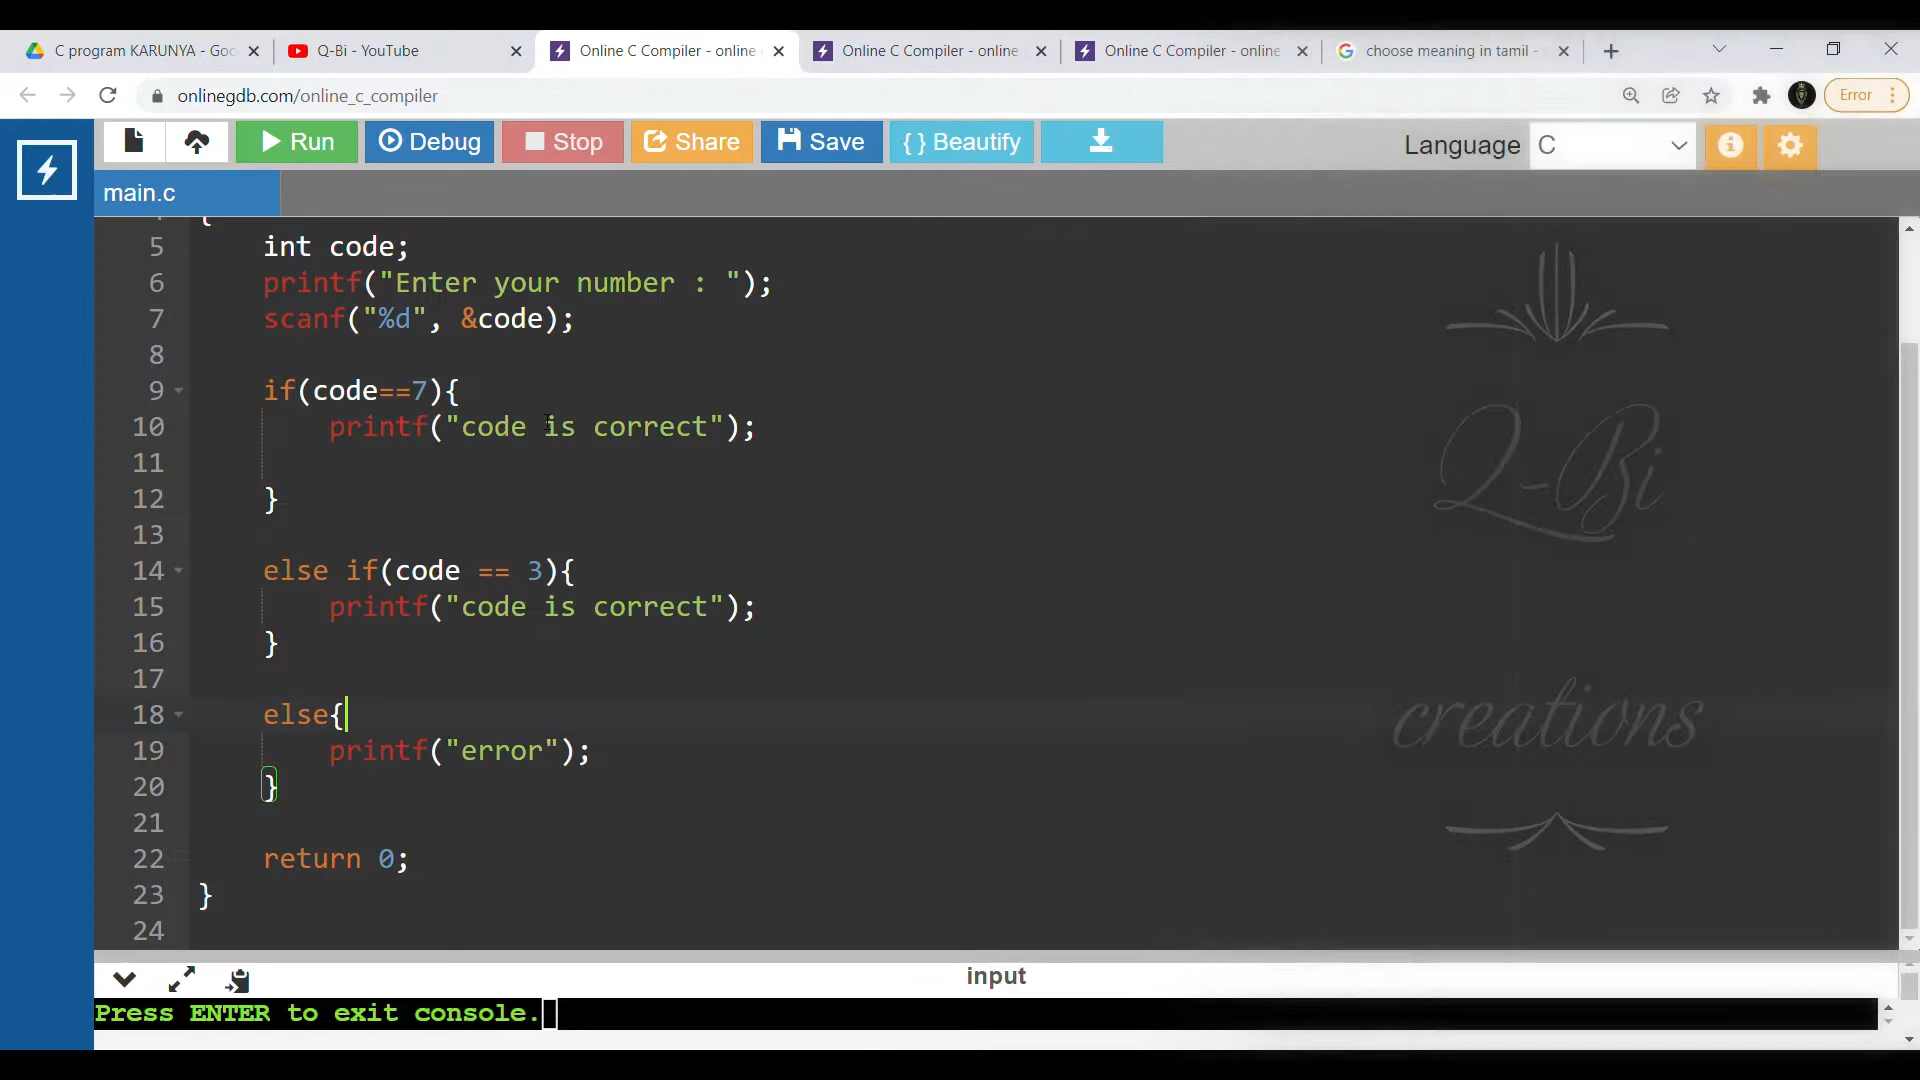 C program KARUNYA - Goo
Q-Bi - YouTube
Online C Compiler - online
Online C Compiler - online
Online C Compiler - online
choose meaning in tamil -
onlinegdb.com/online_c_compiler
Error
Run
Debug
Stop
Share
Save
{ } Beautify
Language
C
main.c
{
5 int code;
6 printf("Enter your number : ");
7 scanf("%d", &code);
8
9 if(code==7){
10 printf("code is correct");
11
12 }
13
14 else if(code == 3){
15 printf("code is correct");
16 }
17
18 else{
19 printf("error");
20 }
21
22 return 0;
23 }
24
Q-Bi
creations
input
Press ENTER to exit console.